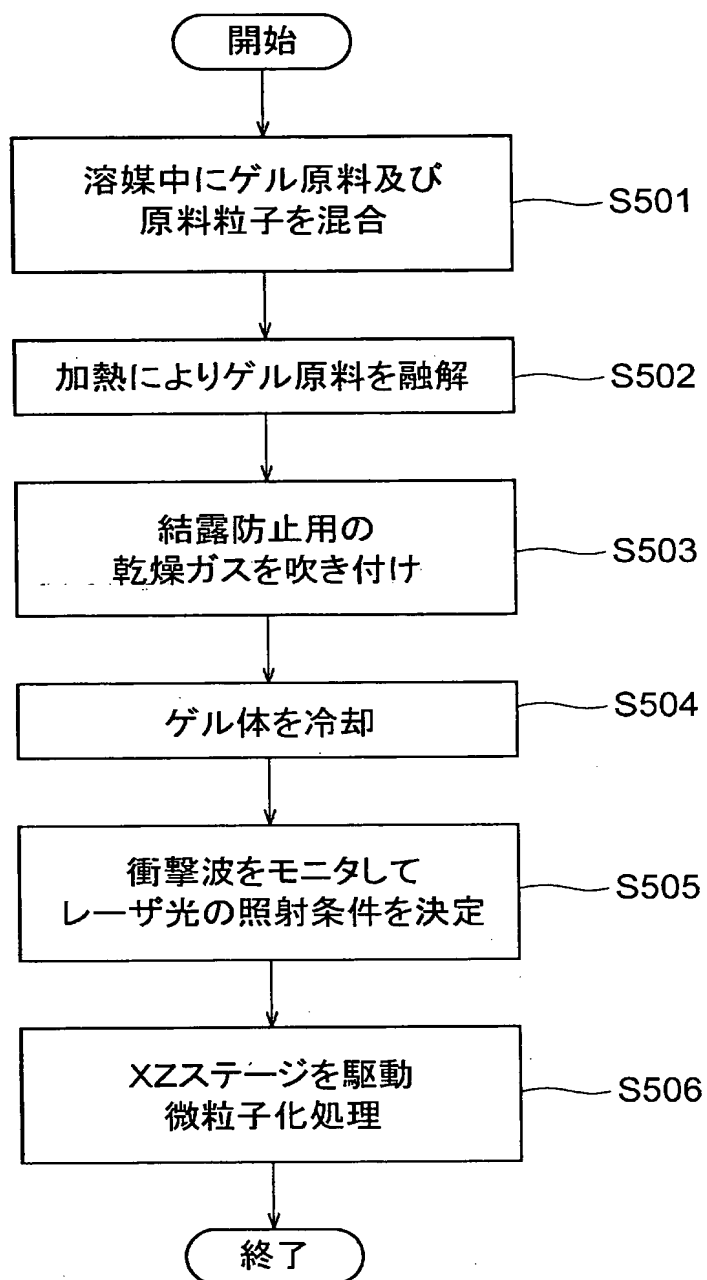 開始
溶媒中にゲル原料及び
原料粒子を混合
S501
加熱によりゲル原料を融解
S502
結露防止用の
乾燥ガスを吹き付け
S503
ゲル体を冷却
S504
衝撃波をモニタして
レーザ光の照射条件を決定
S505
XZステージを駆動
微粒子化処理
S506
終了